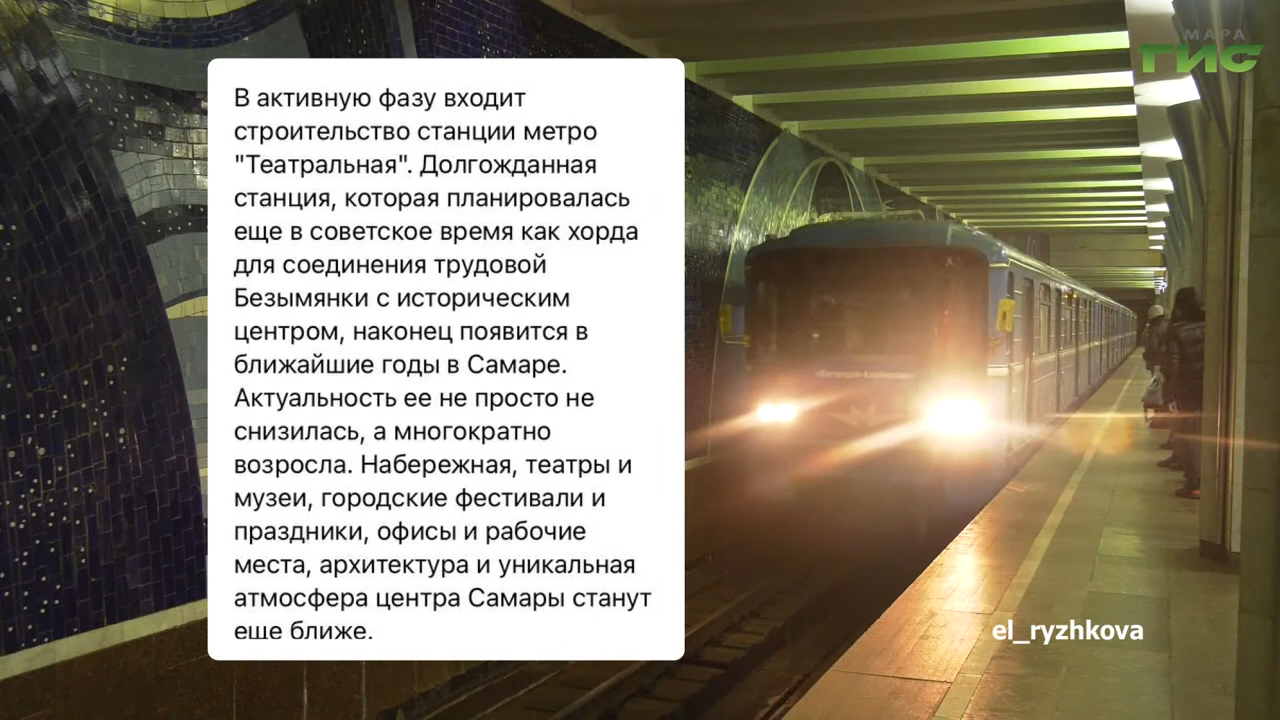 В активную фазу входит
строительство станции метро
"Театральная". Долгожданная
станция, которая планировалась
еще в советское время как хорда
для соединения трудовой
Безымянки с историческим
центром, наконец появится в
ближайшие годы в Самаре.
Актуальность ее не просто не
снизилась, а многократно
возросла. Набережная, театры и
музеи, городские фестивали и
праздники, офисы и рабочие
места, архитектура и уникальная
атмосфера центра Самары станут
еще ближе.
МАРА
ГИС
el_ryzhkova